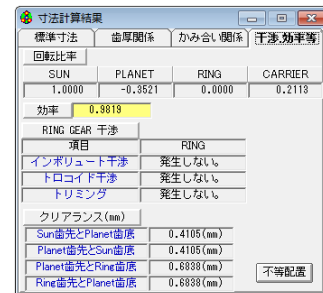 寸法計算結果
標準寸法 歯厚関係 かみ合い関係 干渉,効率等
回転比率
SUN PLANET RING CARRIER
1.0000 -0.3521 0.0000 0.2113
効率 0.9819
RING GEAR 干渉
項目 RING
インボリュート干渉 発生しない。
トロコイド干渉 発生しない。
トリミング 発生しない。
クリアランス(mm)
Sun歯先とPlanet歯底 0.4105(mm)
Planet歯先とSun歯底 0.4105(mm)
Planet歯先とRing歯底 0.6838(mm)
Ring歯先とPlanet歯底 0.6838(mm)
不等配置